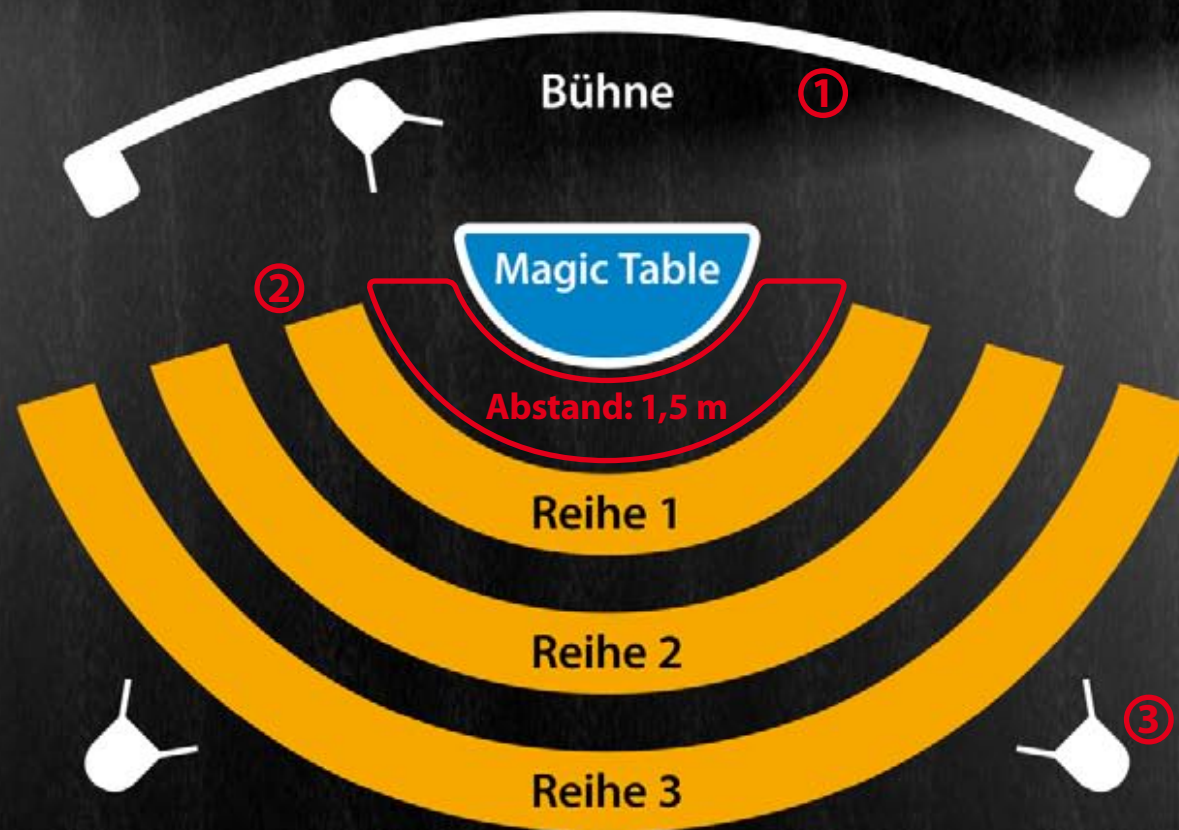 Bühne
①
Magic Table
②
Abstand: 1,5 m
Reihe 1
Reihe 2
③
Reihe 3